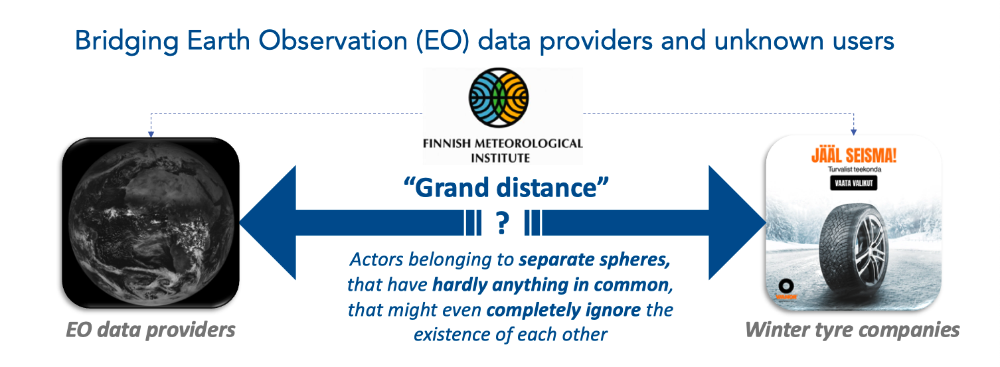 Bridging Earth Observation (EO) data providers and unknown users
FINNISH METEOROLOGICAL
INSTITUTE
“Grand distance”
?
Actors belonging to separate spheres,
that have hardly anything in common,
that might even completely ignore the
existence of each other
EO data providers
JÄÄL SEISMA!
Turvalist teekonda
VAATA VALIKUT
Winter tyre companies